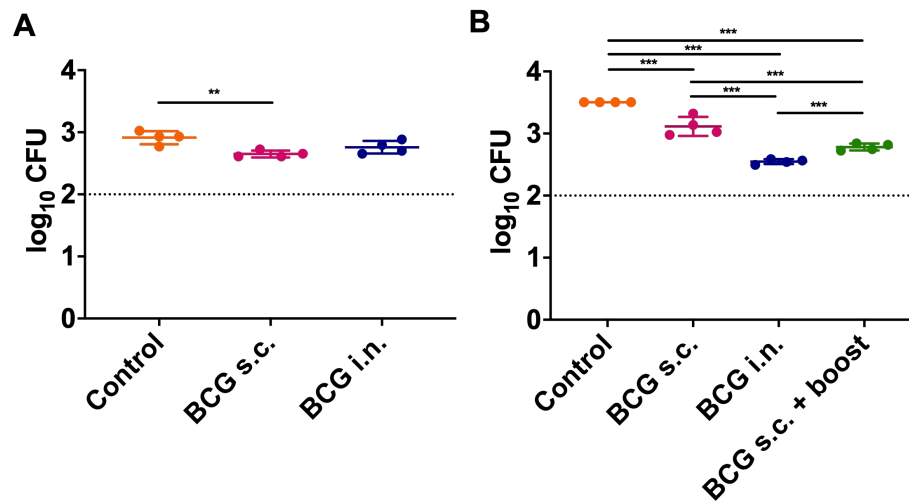 A
log10 CFU
4
3
2
1
0
**
Control
BCG s.c.
BCG i.n.
B
log10 CFU
4
3
2
1
0
***
***
***
***
***
***
Control
BCG s.c.
BCG i.n.
BCG s.c. + boost